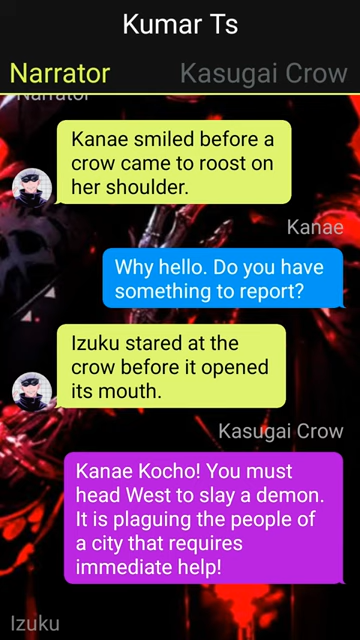 Kumar Ts
Narrator
Kasugai Crow
Narrator
Kanae smiled before a
crow came to roost on
her shoulder.
Kanae
Why hello. Do you have
something to report?
Izuku stared at the
crow before it opened
its mouth.
Kasugai Crow
Kanae Kocho! You must
head West to slay a demon.
It is plaguing the people of
a city that requires
immediate help!
Izuku